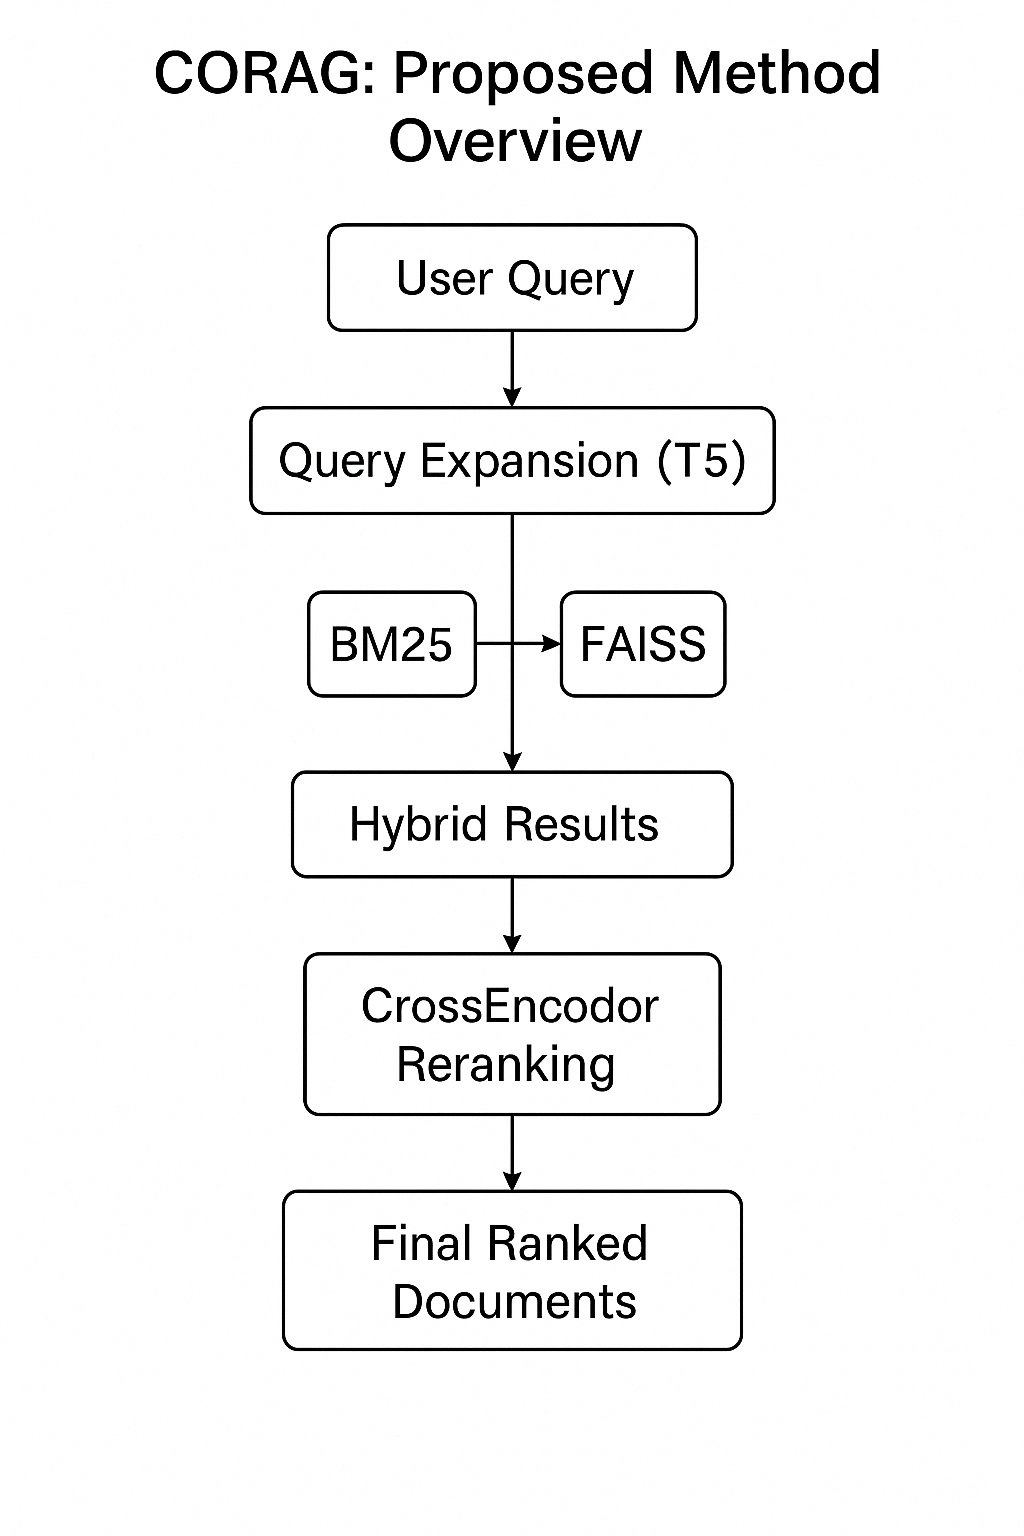 CORAG: Proposed Method
Overview
User Query
Query Expansion (T5)
BM25
FAISS
Hybrid Results
CrossEncodor
Reranking
Final Ranked
Documents